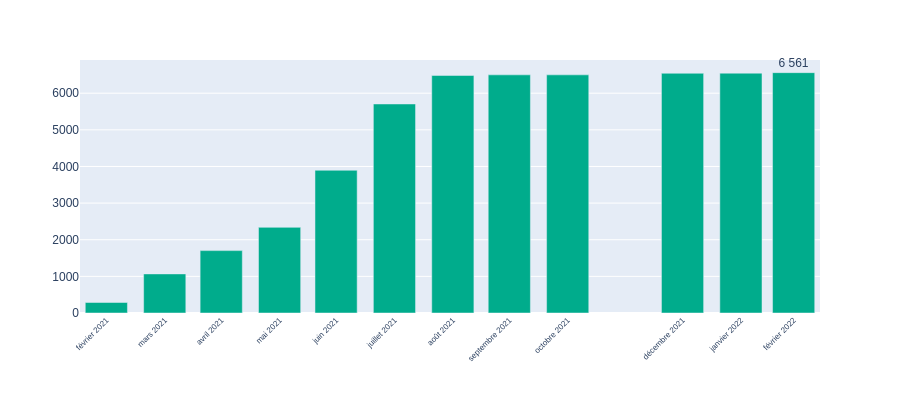 6 561
6000
5000
4000
3000
2000
1000
0
février 2021
mars 2021
avril 2021
mai 2021
juin 2021
juillet 2021
août 2021
septembre 2021
octobre 2021
décembre 2021
janvier 2022
février 2022